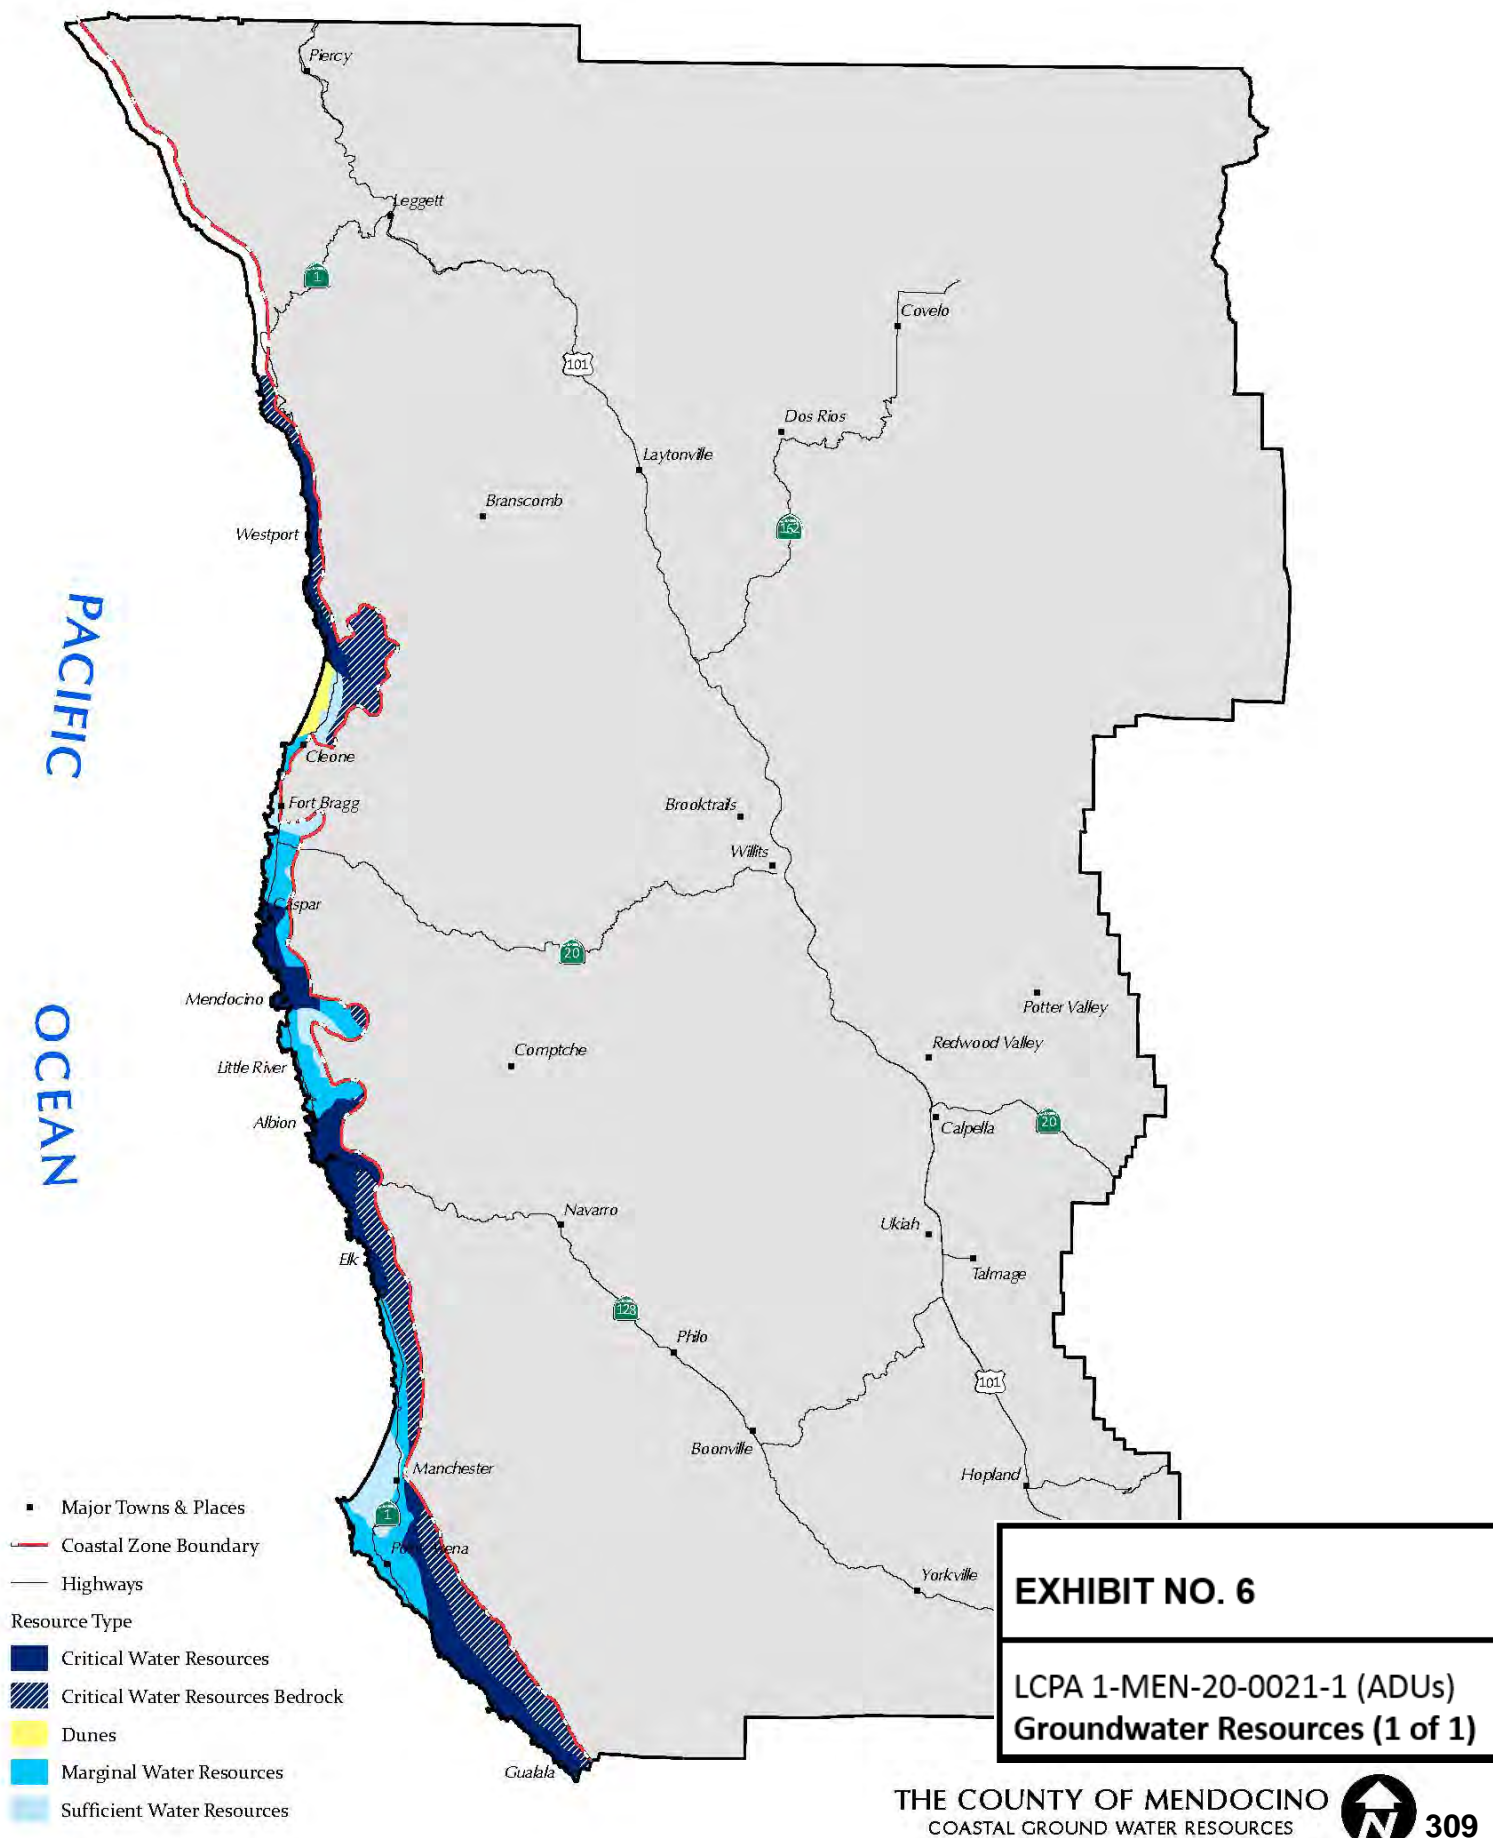 Piercy
Leggett
1
Covelo
101
Dos Rios
Laytonville
Branscomb
162
Westport
PACIFIC
Cleone
Fort Bragg
Brooktrails
Willits
Caspar
20
Mendocino
Potter Valley
OCEAN
Redwood Valley
Comptche
Little River
Albion
Calpella
20
Navarro
Ukiah
Elk
Talmage
128
Philo
101
Boonville
Manchester
Hopland
1
Yorkville
Gualala
Major Towns & Places
Coastal Zone Boundary
Highways
Resource Type
Critical Water Resources
Critical Water Resources Bedrock
Dunes
Marginal Water Resources
Sufficient Water Resources
EXHIBIT NO. 6
LCPA 1-MEN-20-0021-1 (ADUs)
Groundwater Resources (1 of 1)
THE COUNTY OF MENDOCINO
COASTAL GROUND WATER RESOURCES
N
309